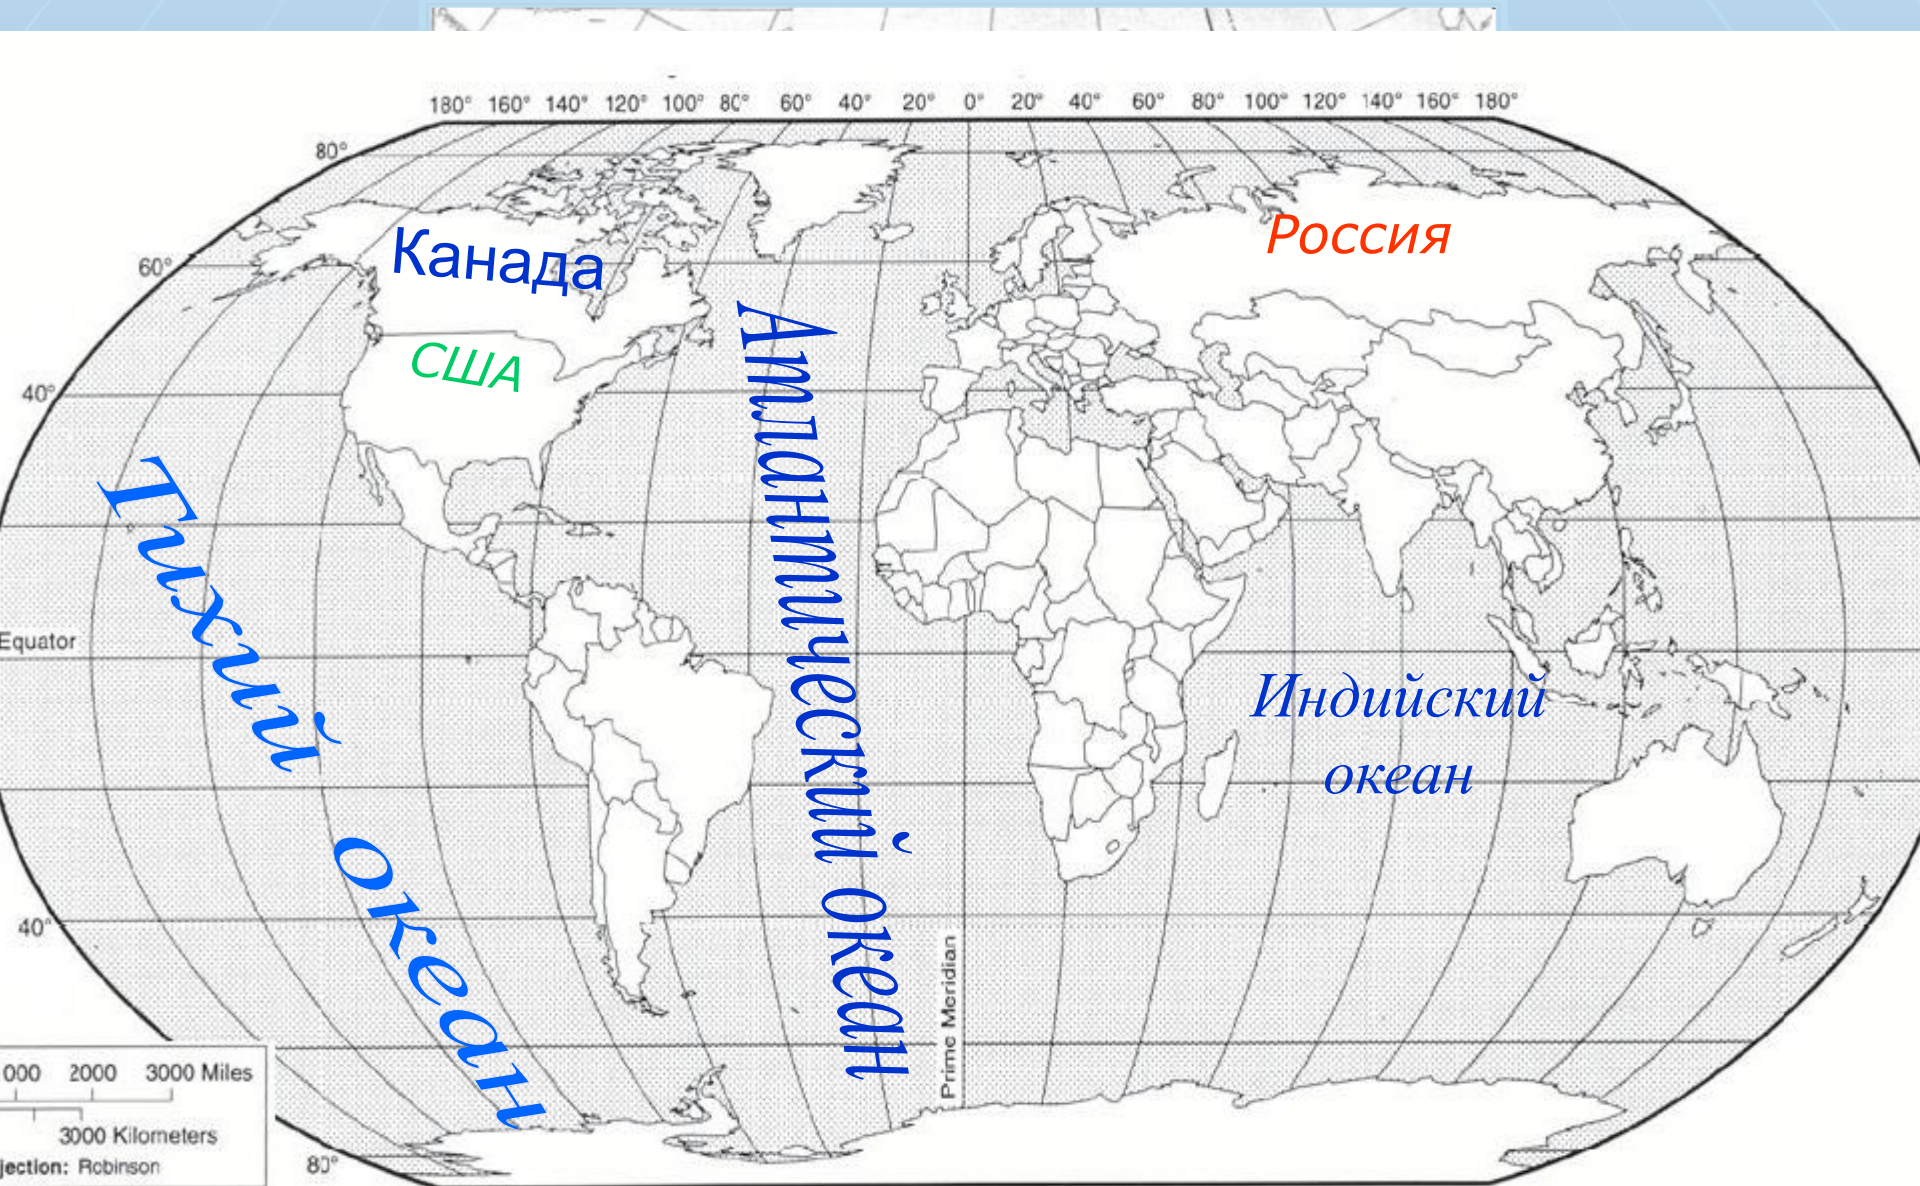 180° 160° 140° 120° 100° 80° 60° 40° 20° 0° 20° 40° 60° 80° 100° 120° 140° 160° 180°
80°
60°
40°
Канада
Россия
США
Тихий океан
Атлантический океан
Equator
Индийский
океан
40°
Prime Meridian
000 2000 3000 Miles
3000 Kilometers
jection: Robinson
80°